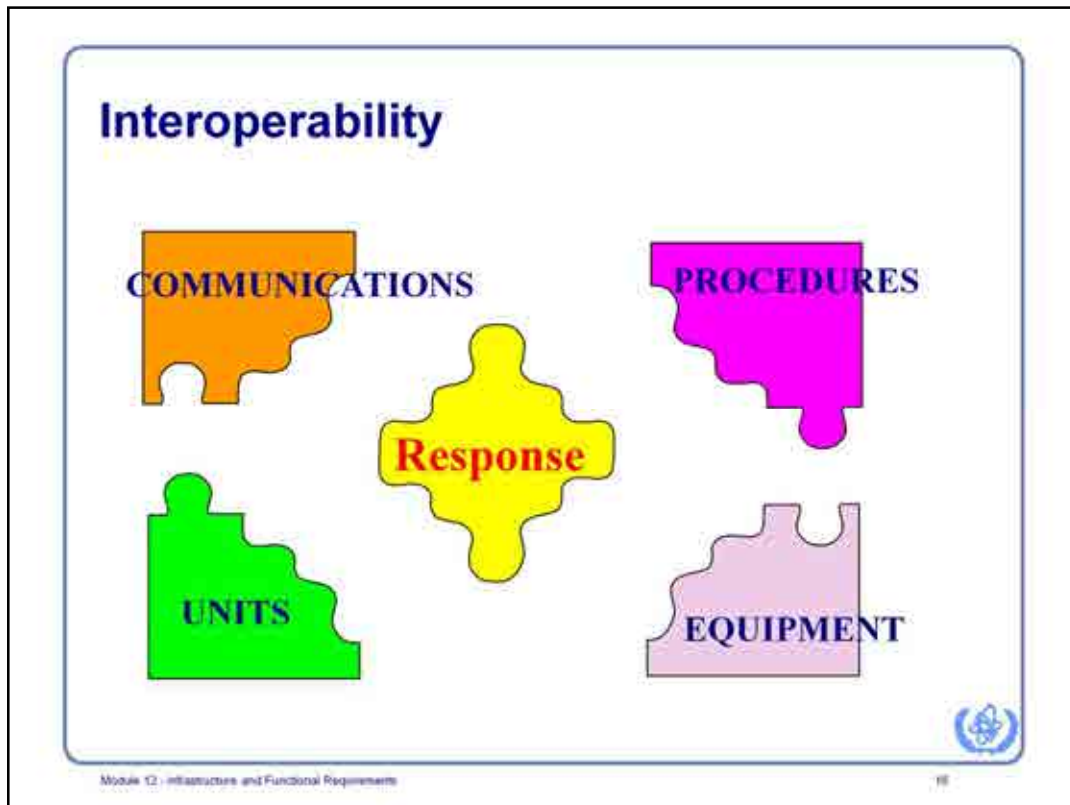 Interoperability
COMMUNICATIONS
PROCEDURES
Response
UNITS
EQUIPMENT
Module 12 - Infrastructure and Functional Requirements